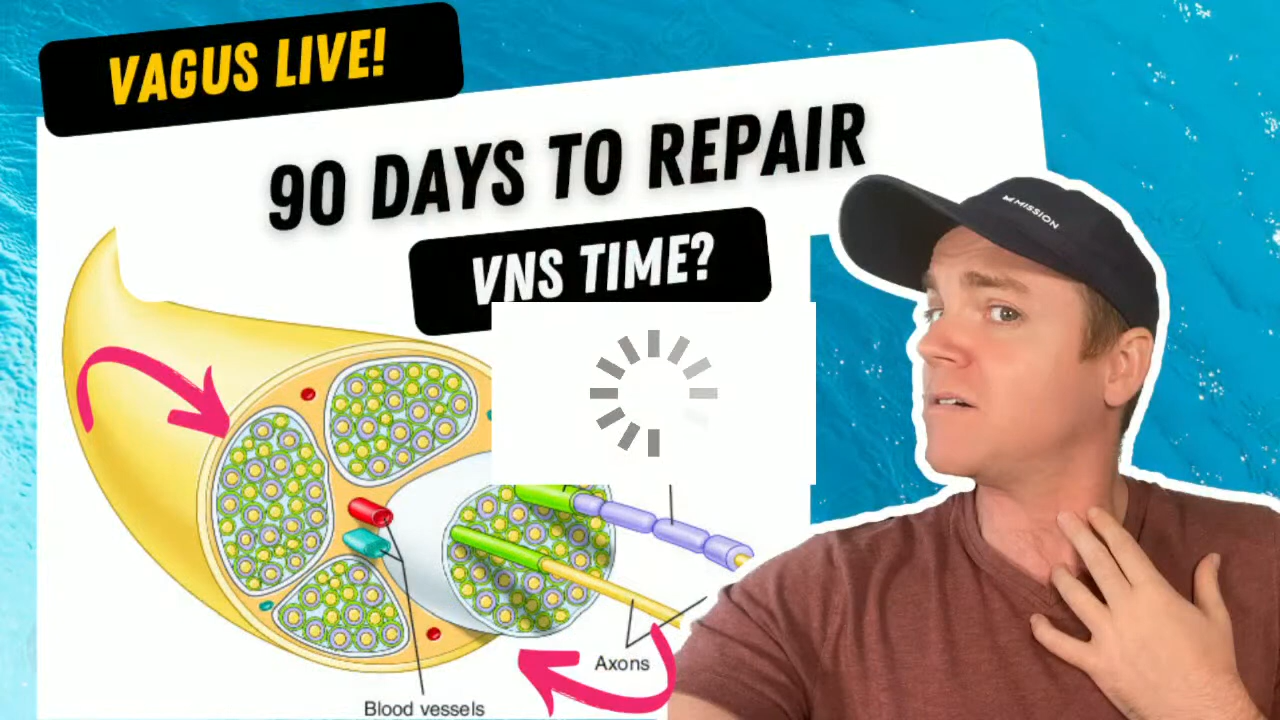 VAGUS LIVE!
90 DAYS TO REPAIR
VNS TIME?
MISSION
Axons
Blood vessels